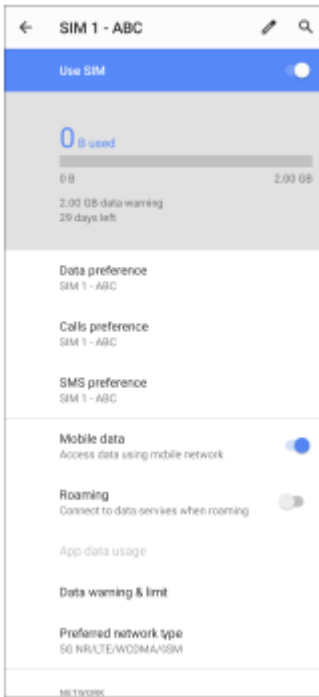 SIM 1 - ABC
Use SIM
0 B used
0 B 2.00 GB
2.00 GB data warning
29 days left
Data preference
SIM 1 - ABC
Calls preference
SIM 1 - ABC
SMS preference
SIM 1 - ABC
Mobile data
Access data using mobile network
Roaming
Connect to data services when roaming
App data usage
Data warning & limit
Preferred network type
5G NR/LTE/WCDMA/GSM
NETWORK